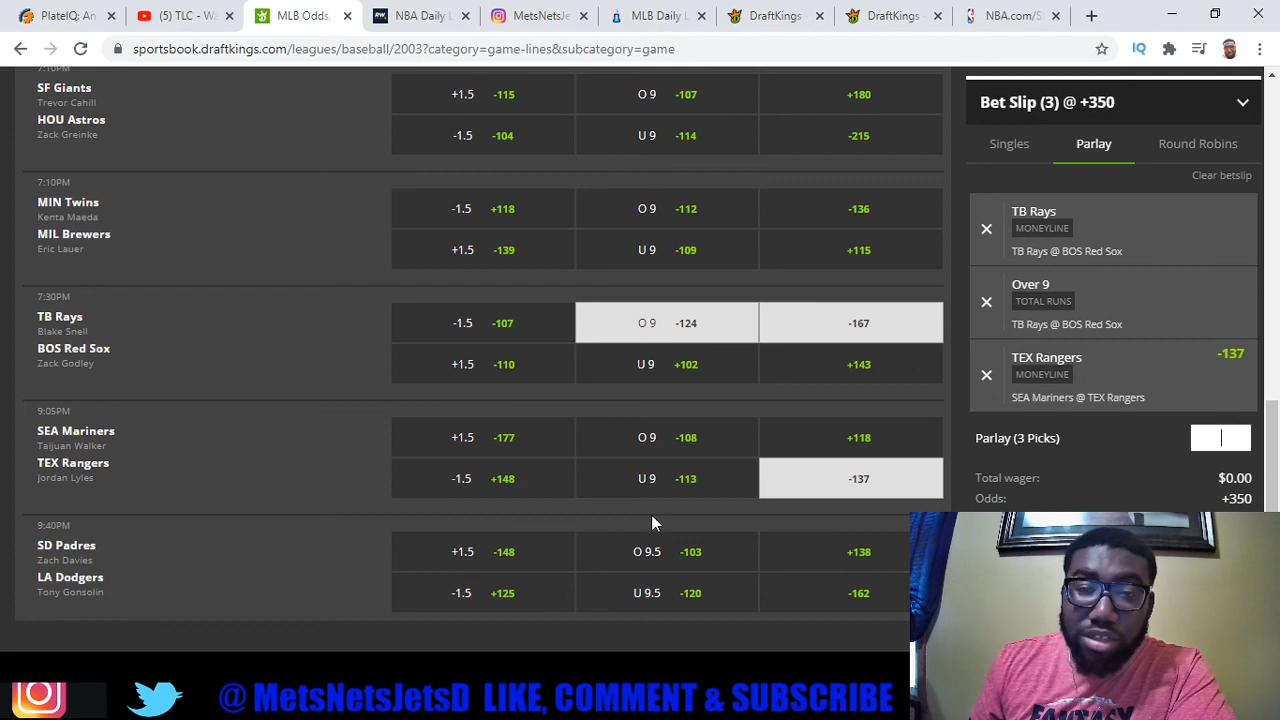 PlateIQ: An
(5) TLC - Wa
MLB Odds,
NBA Daily L
MetsNetsJe
MLB Daily L
DraftKings
DraftKings
NBA.com/S
sportsbook.draftkings.com/leagues/baseball/2003?category=game-lines&subcategory=game
IQ
7:10PM
SF Giants +1.5 -115 O 9 -107 +180
Trevor Cahill
HOU Astros -1.5 -104 U 9 -114 -215
Zack Greinke
7:10PM
MIN Twins -1.5 +118 O 9 -112 -136
Kenta Maeda
MIL Brewers +1.5 -139 U 9 -109 +115
Eric Lauer
7:30PM
TB Rays -1.5 -107 O 9 -124 -167
Blake Snell
BOS Red Sox +1.5 -110 U 9 +102 +143
Zack Godley
9:05PM
SEA Mariners +1.5 -177 O 9 -108 +118
Taijuan Walker
TEX Rangers -1.5 +148 U 9 -113 -137
Jordan Lyles
9:40PM
SD Padres +1.5 -148 O 9.5 -103 +138
Zach Davies
LA Dodgers -1.5 +125 U 9.5 -120 -162
Tony Gonsolin
Bet Slip (3) @ +350
Singles Parlay Round Robins
Clear betslip
TB Rays
MONEYLINE
TB Rays @ BOS Red Sox
Over 9
TOTAL RUNS
TB Rays @ BOS Red Sox
TEX Rangers -137
MONEYLINE
SEA Mariners @ TEX Rangers
Parlay (3 Picks)
Total wager: $0.00
Odds: +350
@ MetsNetsJetsD LIKE, COMMENT & SUBSCRIBE